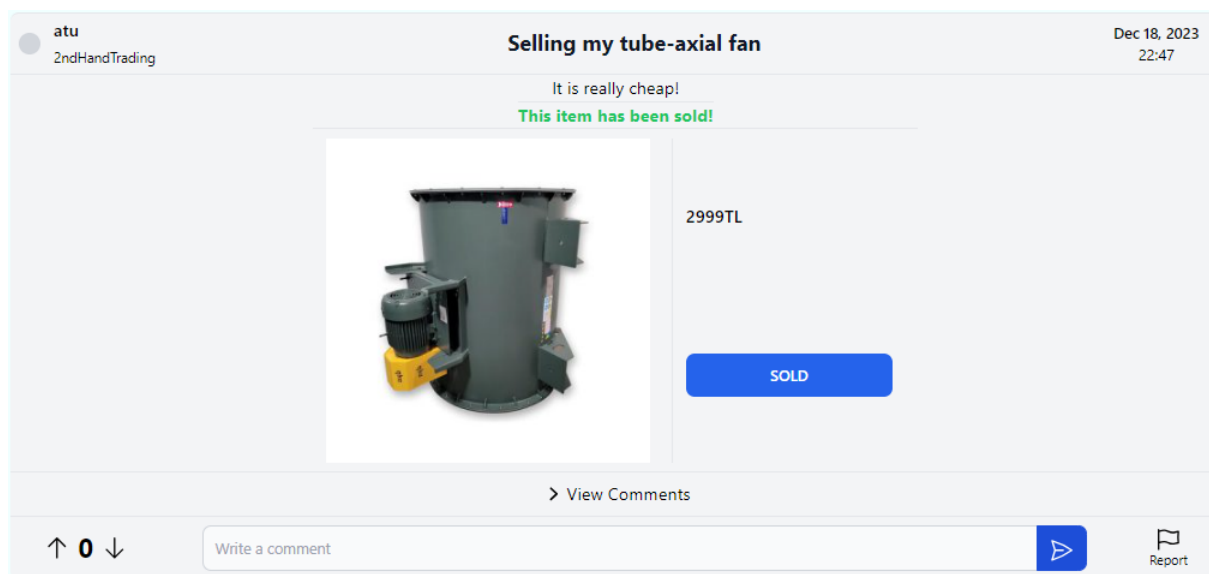 atu
2ndHandTrading
Selling my tube-axial fan
Dec 18, 2023
22:47
It is really cheap!
This item has been sold!
2999TL
SOLD
View Comments
0
Write a comment
Report